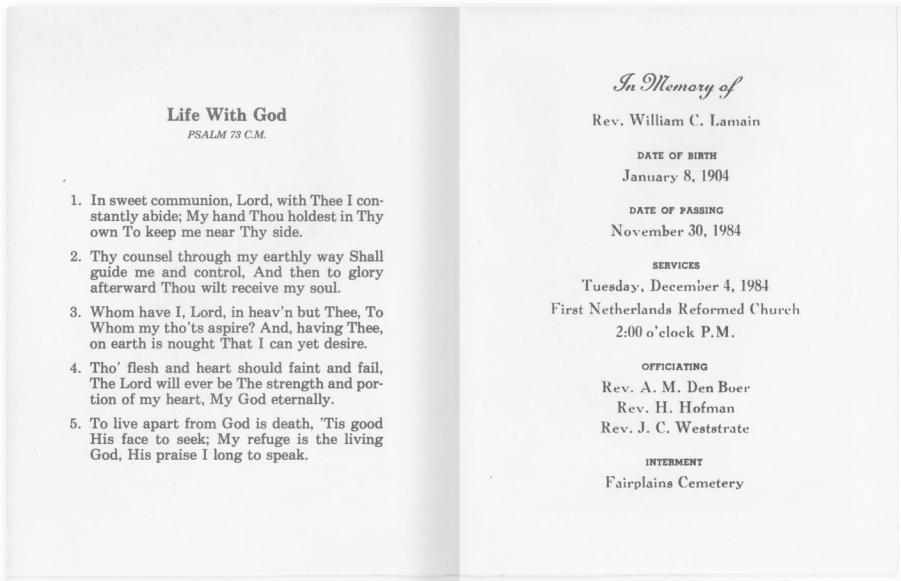 Life With God
PSALM 73 C.M.
1. In sweet communion, Lord, with Thee I con-
stantly abide; My hand Thou holdest in Thy
own To keep me near Thy side.
2. Thy counsel through my earthly way Shall
guide me and control, And then to glory
afterward Thou wilt receive my soul.
3. Whom have I, Lord, in heav'n but Thee, To
Whom my tho'ts aspire? And, having Thee,
on earth is nought That I can yet desire.
4. Tho' flesh and heart should faint and fail,
The Lord will ever be The strength and por-
tion of my heart, My God eternally.
5. To live apart from God is death, 'Tis good
His face to seek; My refuge is the living
God, His praise I long to speak.
In Memory of
Rev. William C. Lamain
DATE OF BIRTH
January 8, 1904
DATE OF PASSING
November 30, 1984
SERVICES
Tuesday, December 4, 1984
First Netherlands Reformed Church
2:00 o'clock P.M.
OFFICIATING
Rev. A. M. Den Boer
Rev. H. Hofman
Rev. J. C. Weststrate
INTERMENT
Fairplains Cemetery